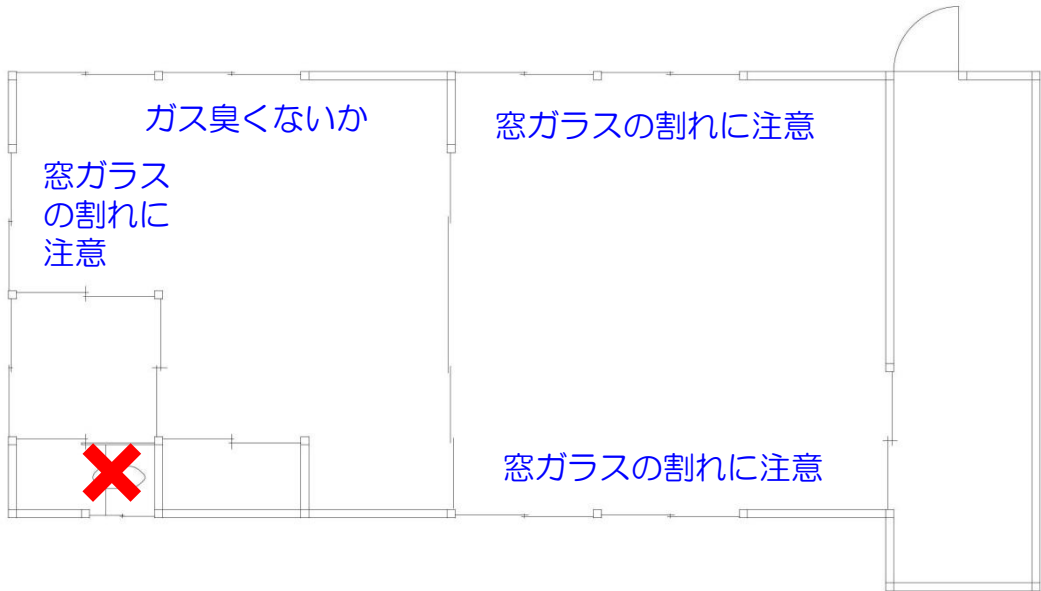 ガス臭くないか
窓ガラスの割れに注意
窓ガラス
の割れに
注意
窓ガラスの割れに注意